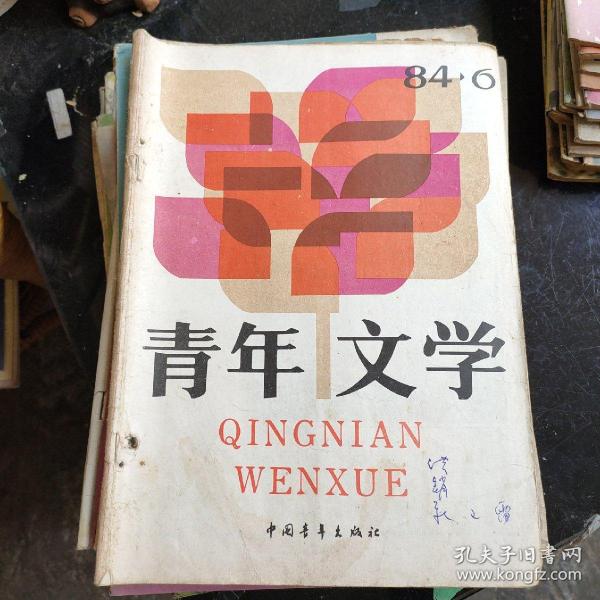 84·6
青年文学
QINGNIAN
WENXUE
中国青年出版社
孔夫子旧书网
www.kongfz.com